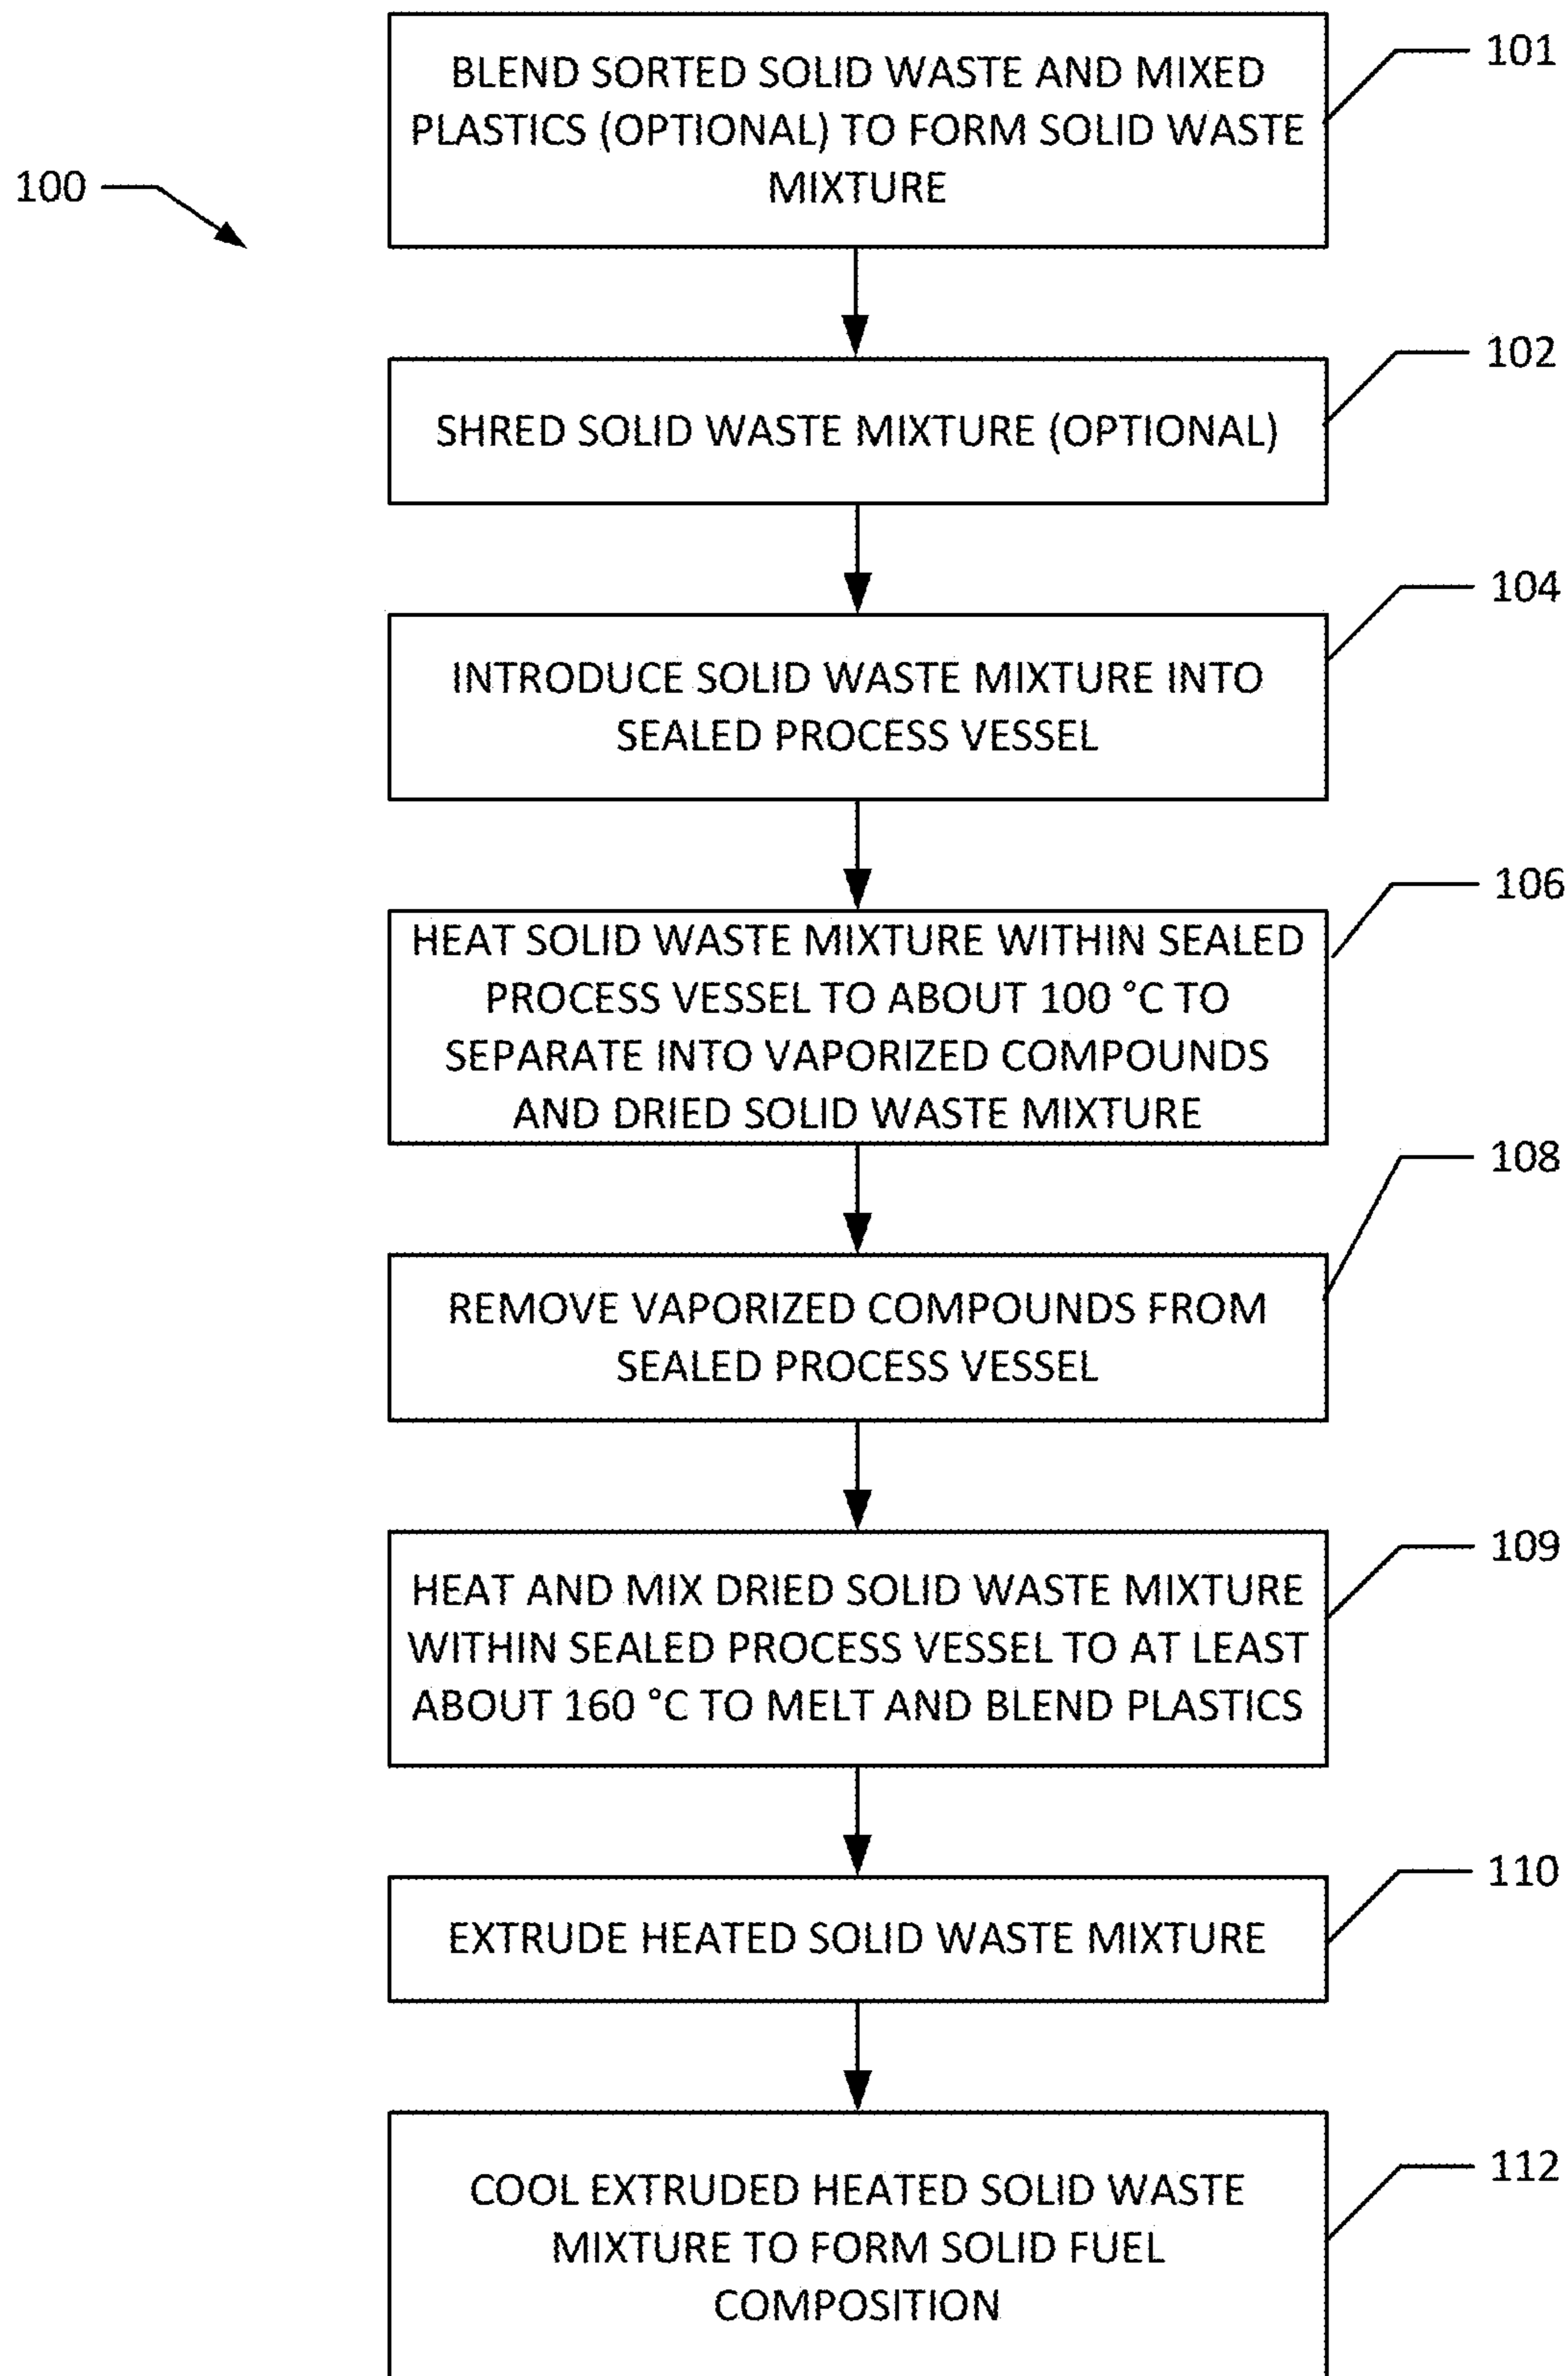 BLEND SORTED SOLID WASTE AND MIXED
PLASTICS (OPTIONAL) TO FORM SOLID WASTE
MIXTURE
101
100
SHRED SOLID WASTE MIXTURE (OPTIONAL)
102
INTRODUCE SOLID WASTE MIXTURE INTO
SEALED PROCESS VESSEL
104
HEAT SOLID WASTE MIXTURE WITHIN SEALED
PROCESS VESSEL TO ABOUT 100 °C TO
SEPARATE INTO VAPORIZED COMPOUNDS
AND DRIED SOLID WASTE MIXTURE
106
REMOVE VAPORIZED COMPOUNDS FROM
SEALED PROCESS VESSEL
108
HEAT AND MIX DRIED SOLID WASTE MIXTURE
WITHIN SEALED PROCESS VESSEL TO AT LEAST
ABOUT 160 °C TO MELT AND BLEND PLASTICS
109
EXTRUDE HEATED SOLID WASTE MIXTURE
110
COOL EXTRUDED HEATED SOLID WASTE
MIXTURE TO FORM SOLID FUEL
COMPOSITION
112